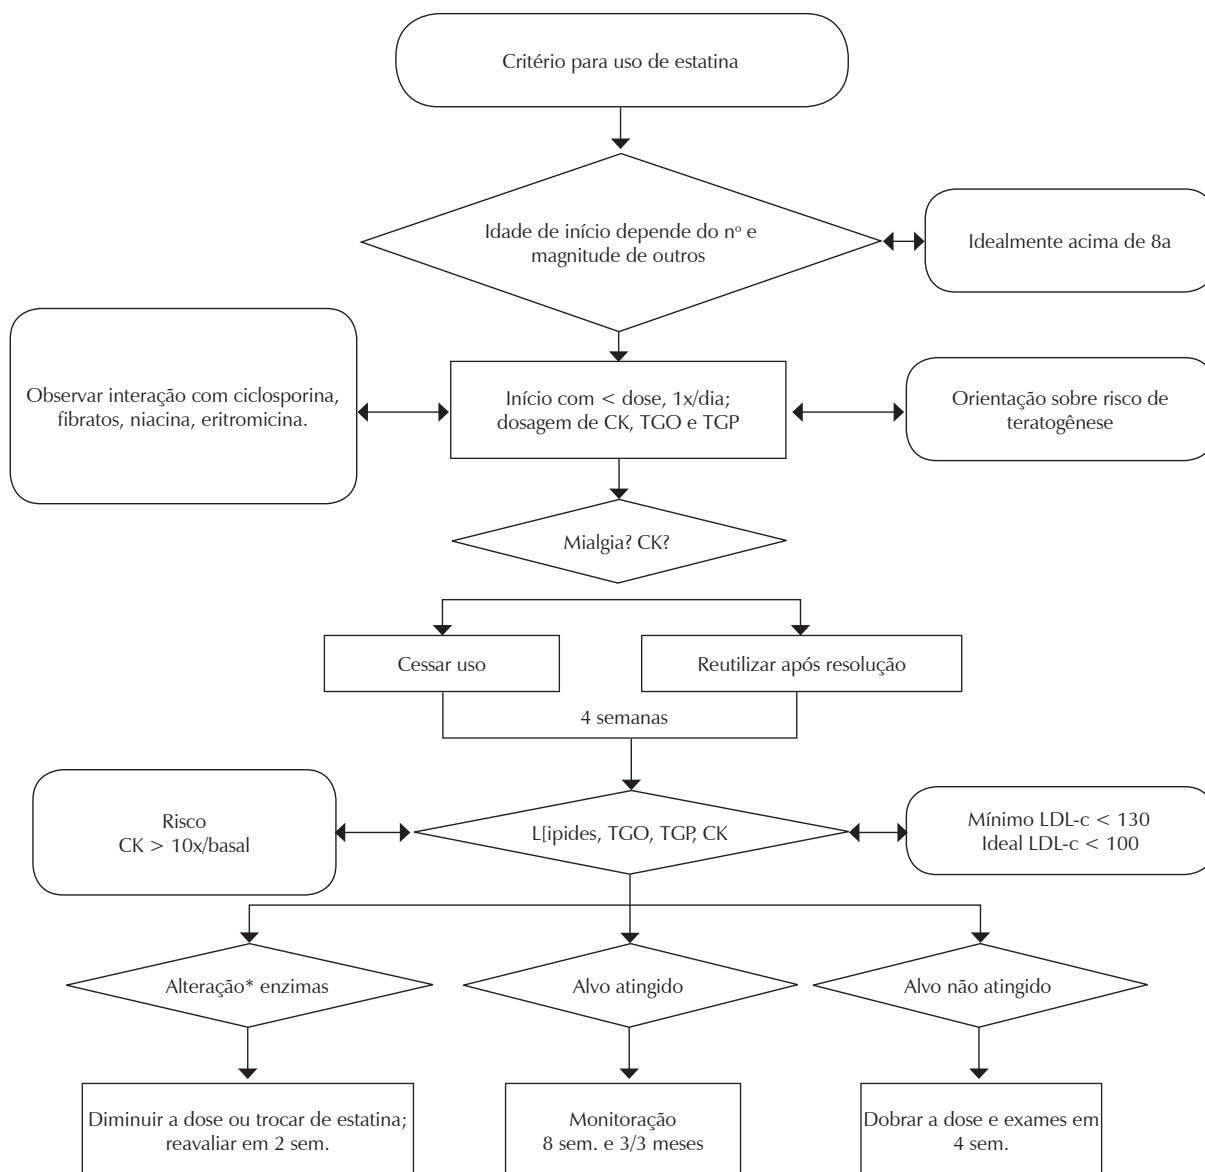 Critério para uso de estatina
Idade de início depende do nº e
magnitude de outros
Idealmente acima de 8a
Observar interação com ciclosporina,
fibratos, niacina, eritromicina.
Início com < dose, 1x/dia;
dosagem de CK, TGO e TGP
Orientação sobre risco de
teratogênese
Mialgia? CK?
Cessar uso
Reutilizar após resolução
4 semanas
Risco
CK > 10x/basal
L[ipides, TGO, TGP, CK
Mínimo LDL-c < 130
Ideal LDL-c < 100
Alteração* enzimas
Alvo atingido
Alvo não atingido
Diminuir a dose ou trocar de estatina;
reavaliar em 2 sem.
Monitoração
8 sem. e 3/3 meses
Dobrar a dose e exames em
4 sem.